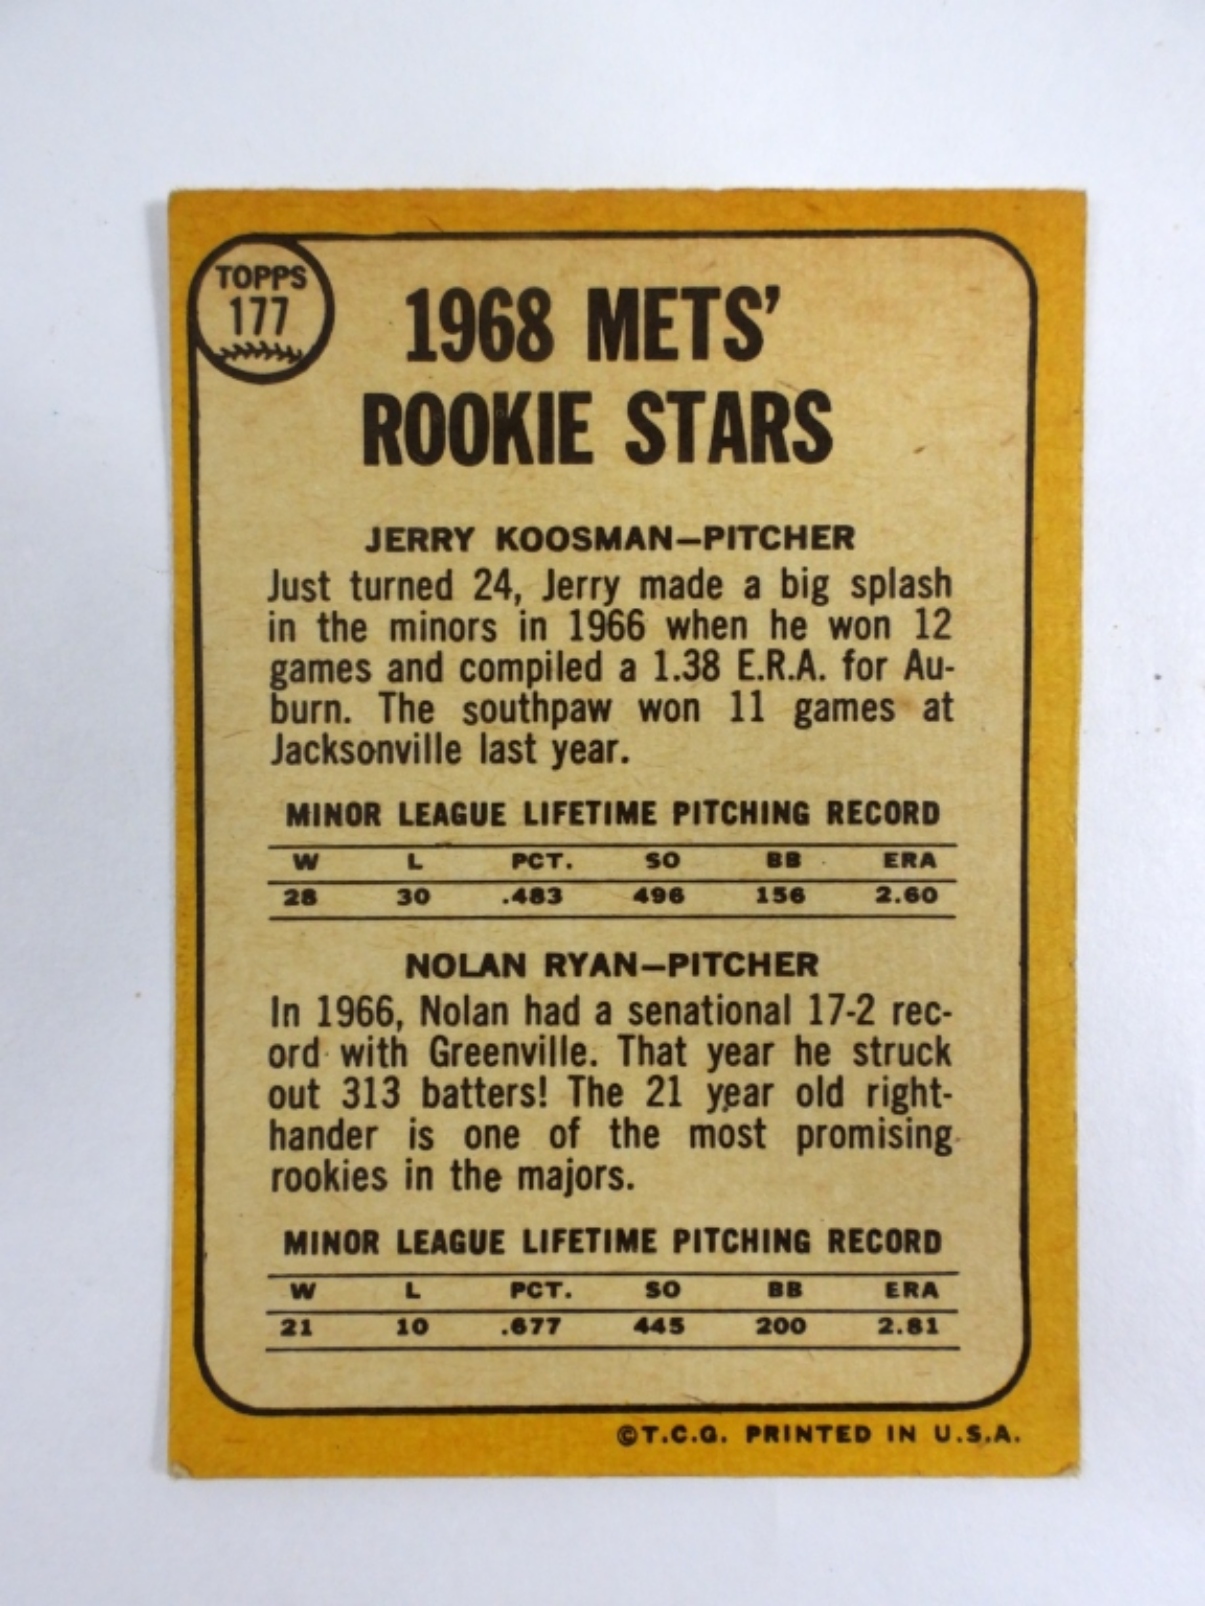 TOPPS
177
1968 METS'
ROOKIE STARS
JERRY KOOSMAN—PITCHER
Just turned 24, Jerry made a big splash
in the minors in 1966 when he won 12
games and compiled a 1.38 E.R.A. for Au-
burn. The southpaw won 11 games at
Jacksonville last year.
MINOR LEAGUE LIFETIME PITCHING RECORD
W L PCT. SO BB ERA
28 30 .483 496 156 2.60
NOLAN RYAN—PITCHER
In 1966, Nolan had a senational 17-2 rec-
ord with Greenville. That year he struck
out 313 batters! The 21 year old right-
hander is one of the most promising
rookies in the majors.
MINOR LEAGUE LIFETIME PITCHING RECORD
W L PCT. SO BB ERA
21 10 .677 445 200 2.81
©T.C.G. PRINTED IN U.S.A.